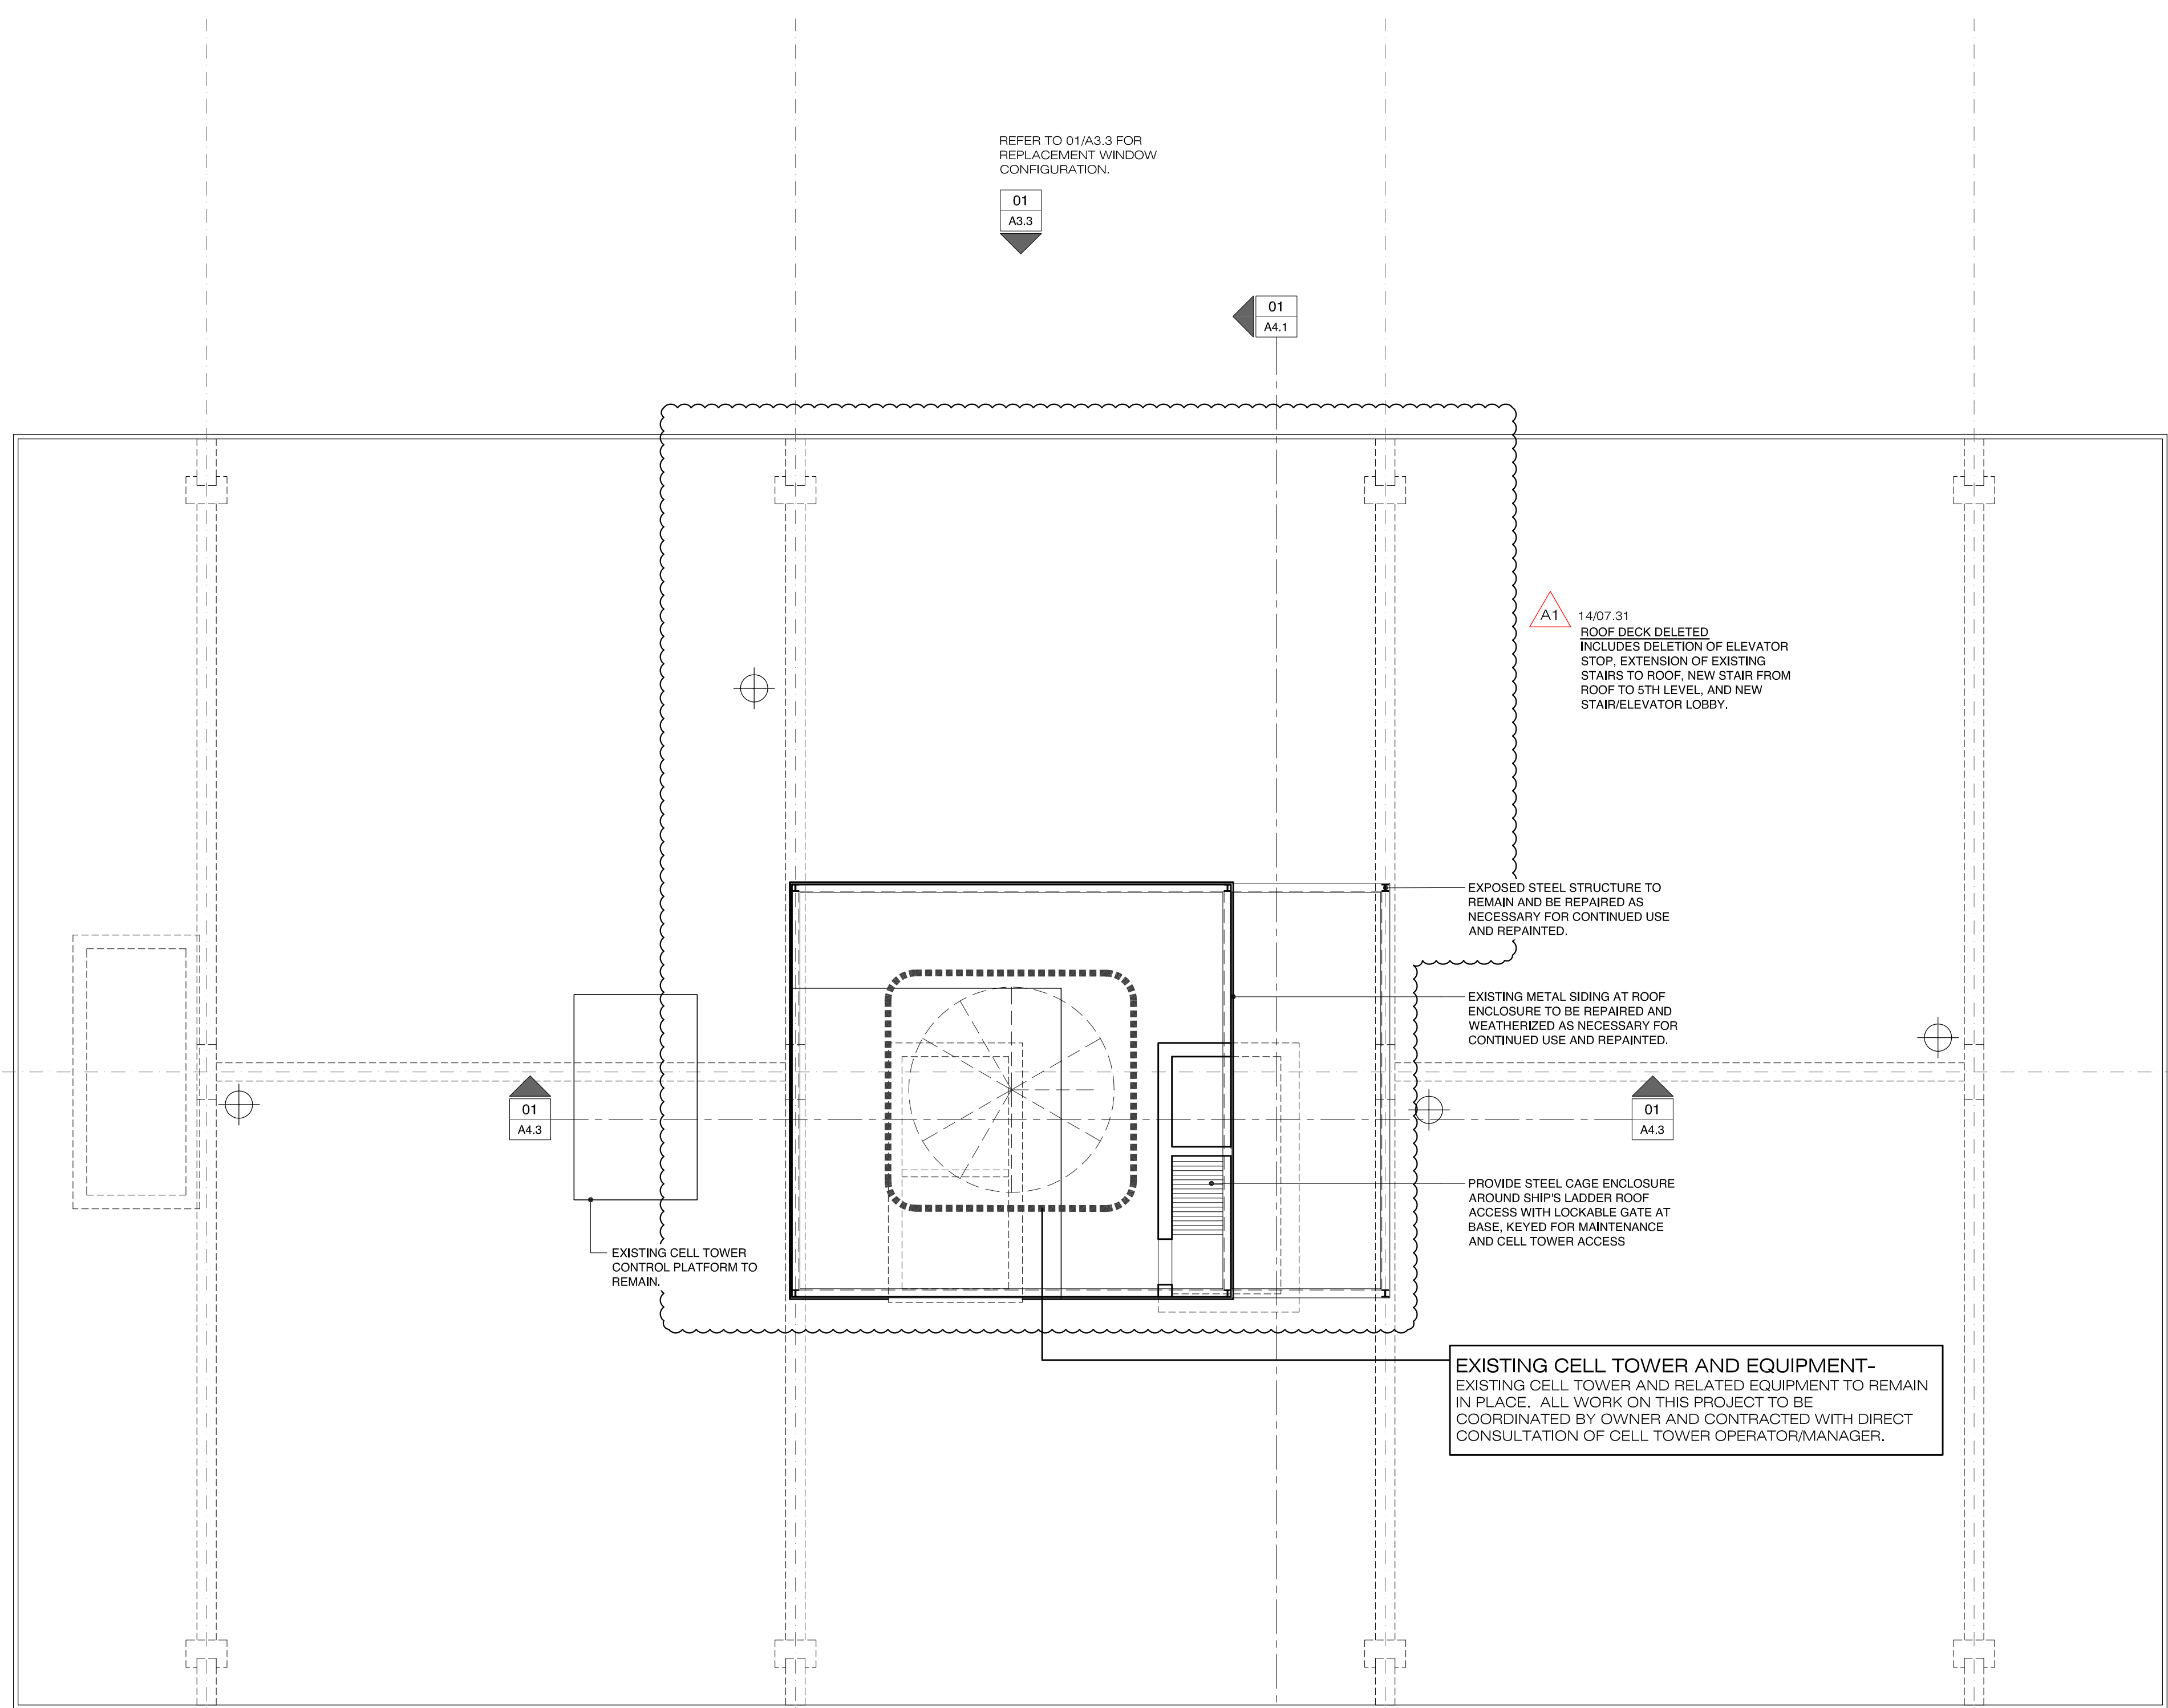 REFER TO 01/A3.3 FOR
REPLACEMENT WINDOW
CONFIGURATION.
01
A3.3
01
A4.1
A1
14/07.31
ROOF DECK DELETED
INCLUDES DELETION OF ELEVATOR
STOP, EXTENSION OF EXISTING
STAIRS TO ROOF, NEW STAIR FROM
ROOF TO 5TH LEVEL, AND NEW
STAIR/ELEVATOR LOBBY.
EXPOSED STEEL STRUCTURE TO
REMAIN AND BE REPAIRED AS
NECESSARY FOR CONTINUED USE
AND REPAINTED.
EXISTING METAL SIDING AT ROOF
ENCLOSURE TO BE REPAIRED AND
WEATHERIZED AS NECESSARY FOR
CONTINUED USE AND REPAINTED.
01
A4.3
01
A4.3
PROVIDE STEEL CAGE ENCLOSURE
AROUND SHIP'S LADDER ROOF
ACCESS WITH LOCKABLE GATE AT
BASE, KEYED FOR MAINTENANCE
AND CELL TOWER ACCESS
EXISTING CELL TOWER
CONTROL PLATFORM TO
REMAIN.
EXISTING CELL TOWER AND EQUIPMENT-
EXISTING CELL TOWER AND RELATED EQUIPMENT TO REMAIN
IN PLACE. ALL WORK ON THIS PROJECT TO BE
COORDINATED BY OWNER AND CONTRACTED WITH DIRECT
CONSULTATION OF CELL TOWER OPERATOR/MANAGER.